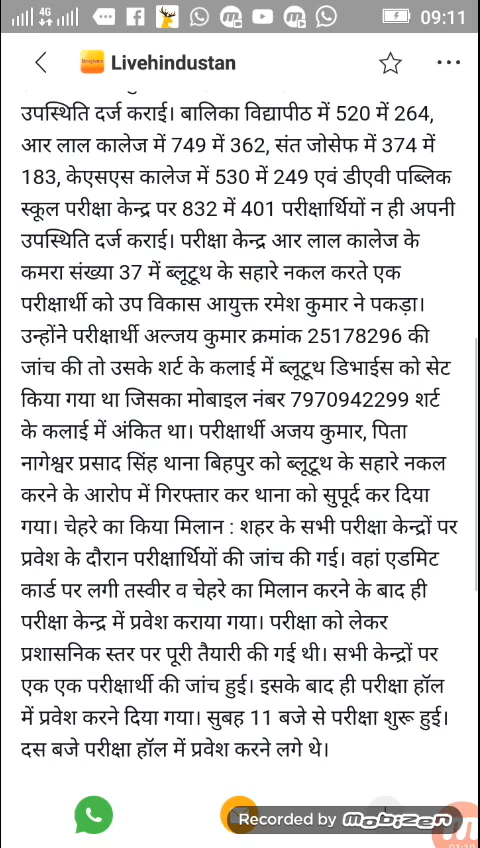 4G
09:11
Livehindustan
उपस्थिति दर्ज कराई। बालिका विद्यापीठ में 520 में 264,
आर लाल कालेज में 749 में 362, संत जोसेफ में 374 में
183, केएसएस कालेज में 530 में 249 एवं डीएवी पब्लिक
स्कूल परीक्षा केन्द्र पर 832 में 401 परीक्षार्थियों न ही अपनी
उपस्थिति दर्ज कराई। परीक्षा केन्द्र आर लाल कालेज के
कमरा संख्या 37 में ब्लूटूथ के सहारे नकल करते एक
परीक्षार्थी को उप विकास आयुक्त रमेश कुमार ने पकड़ा।
उन्होंने परीक्षार्थी अल्जय कुमार क्रमांक 25178296 की
जांच की तो उसके शर्ट के कलाई में ब्लूटूथ डिभाईस को सेट
किया गया था जिसका मोबाइल नंबर 7970942299 शर्ट
के कलाई में अंकित था। परीक्षार्थी अजय कुमार, पिता
नागेश्वर प्रसाद सिंह थाना बिहपुर को ब्लूटूथ के सहारे नकल
करने के आरोप में गिरफ्तार कर थाना को सुपूर्द कर दिया
गया। चेहरे का किया मिलान : शहर के सभी परीक्षा केन्द्रों पर
प्रवेश के दौरान परीक्षार्थियों की जांच की गई। वहां एडमिट
कार्ड पर लगी तस्वीर व चेहरे का मिलान करने के बाद ही
परीक्षा केन्द्र में प्रवेश कराया गया। परीक्षा को लेकर
प्रशासनिक स्तर पर पूरी तैयारी की गई थी। सभी केन्द्रों पर
एक एक परीक्षार्थी की जांच हुई। इसके बाद ही परीक्षा हॉल
में प्रवेश करने दिया गया। सुबह 11 बजे से परीक्षा शुरू हुई।
दस बजे परीक्षा हॉल में प्रवेश करने लगे थे।
Recorded by mobizen